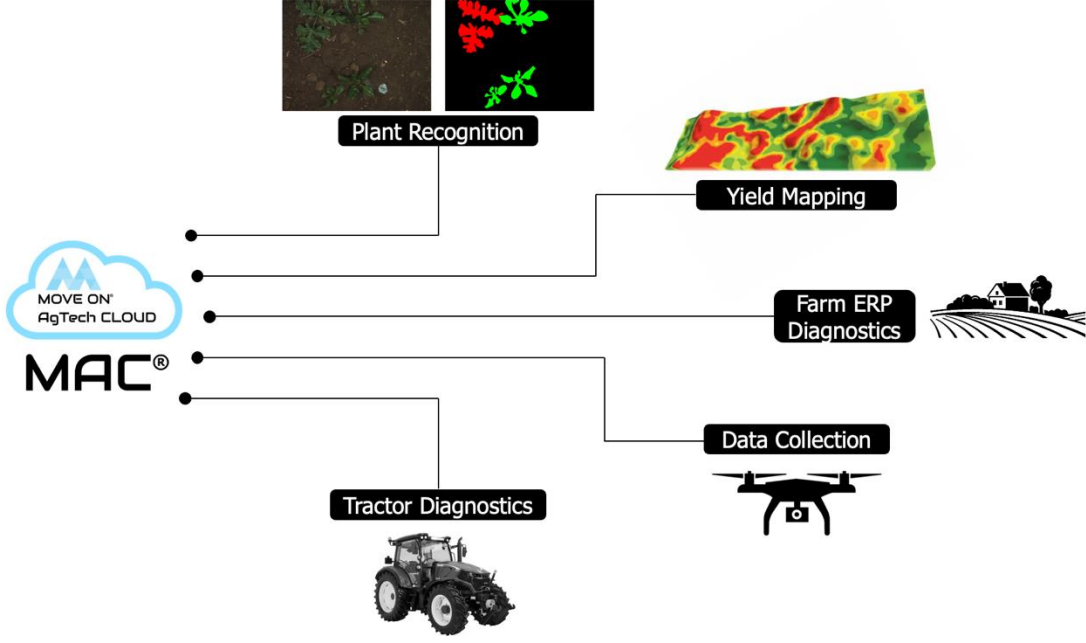 Plant Recognition
Yield Mapping
MOVE ON®
AgTech CLOUD
MAC®
Farm ERP
Diagnostics
Data Collection
Tractor Diagnostics